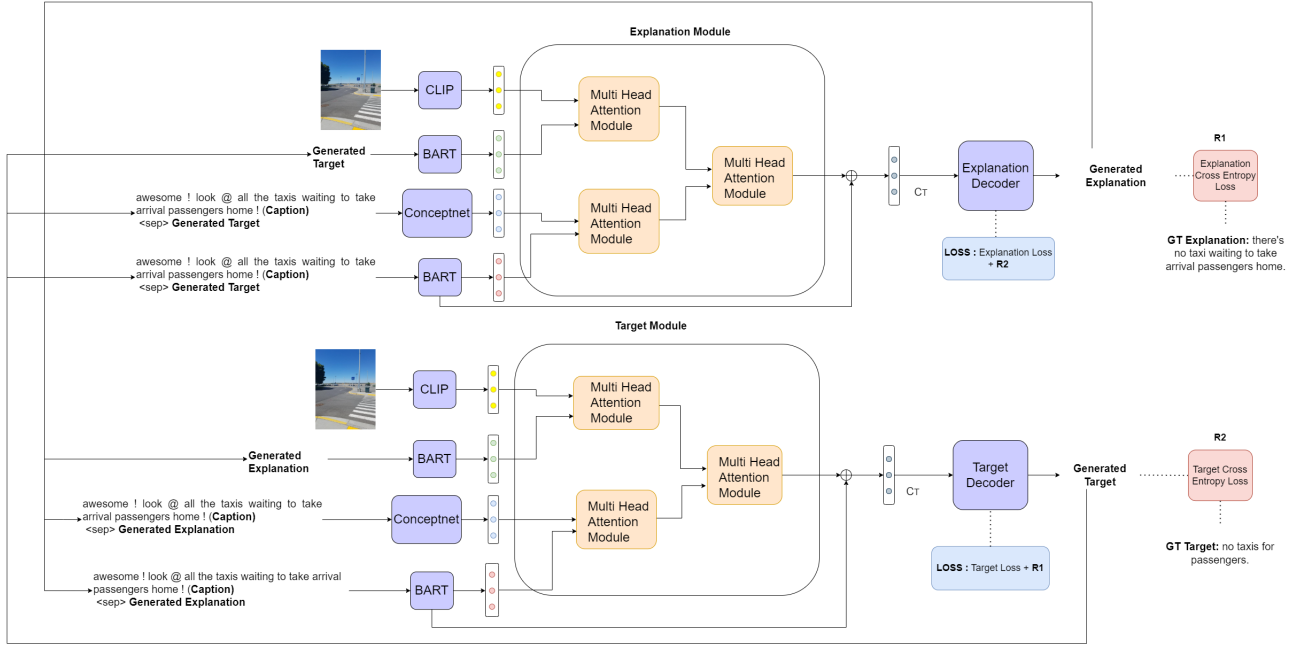 Explanation Module
CLIP
Multi Head
Attention
Module
Generated
Target
BART
Multi Head
Attention
Module
Explanation
Decoder
Generated
Explanation
R1
Explanation
Cross Entropy
Loss
awesome ! look @ all the taxis waiting to take
arrival passengers home ! (Caption)
<sep> Generated Target
Conceptnet
Multi Head
Attention
Module
CT
awesome ! look @ all the taxis waiting to take
arrival passengers home ! (Caption)
<sep> Generated Target
BART
LOSS : Explanation Loss
+ R2
GT Explanation: there's
no taxi waiting to take
arrival passengers home.
Target Module
CLIP
Multi Head
Attention
Module
Generated
Explanation
BART
Multi Head
Attention
Module
Target
Decoder
Generated
Target
R2
Target Cross
Entropy Loss
awesome ! look @ all the taxis waiting to take
arrival passengers home ! (Caption)
<sep> Generated Explanation
Conceptnet
Multi Head
Attention
Module
CT
awesome ! look @ all the taxis waiting to take arrival
passengers home ! (Caption)
<sep> Generated Explanation
BART
LOSS : Target Loss + R1
GT Target: no taxis for
passengers.